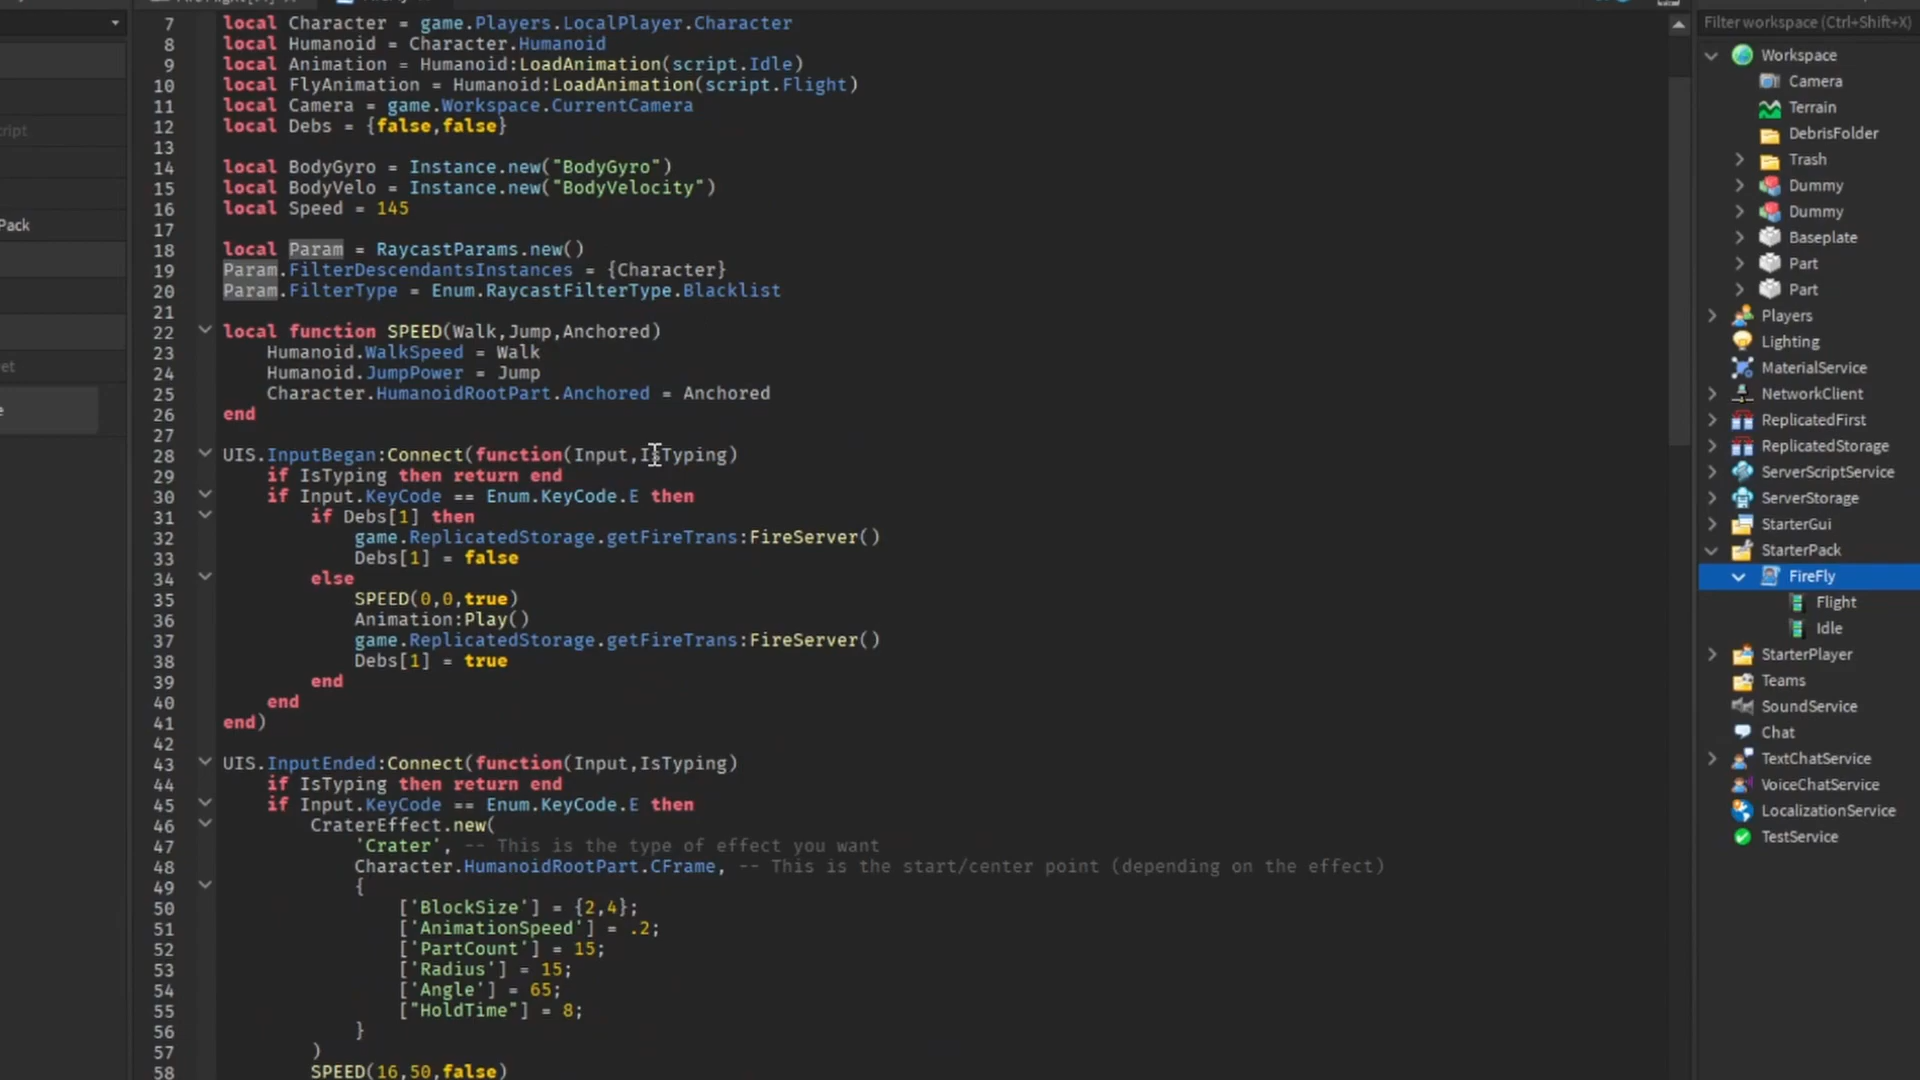 7 local Character = game.Players.LocalPlayer.Character
8 local Humanoid = Character.Humanoid
9 local Animation = Humanoid:LoadAnimation(script.Idle)
10 local FlyAnimation = Humanoid:LoadAnimation(script.Flight)
11 local Camera = game.Workspace.CurrentCamera
12 local Debs = {false,false}
13
14 local BodyGyro = Instance.new("BodyGyro")
15 local BodyVelo = Instance.new("BodyVelocity")
16 local Speed = 145
17
18 local Param = RaycastParams.new()
19 Param.FilterDescendantsInstances = {Character}
20 Param.FilterType = Enum.RaycastFilterType.Blacklist
21
22 local function SPEED(Walk,Jump,Anchored)
23 Humanoid.WalkSpeed = Walk
24 Humanoid.JumpPower = Jump
25 Character.HumanoidRootPart.Anchored = Anchored
26 end
27
28 UIS.InputBegan:Connect(function(Input,IsTyping)
29 if IsTyping then return end
30 if Input.KeyCode == Enum.KeyCode.E then
31 if Debs[1] then
32 game.ReplicatedStorage.getFireTrans:FireServer()
33 Debs[1] = false
34 else
35 SPEED(0,0,true)
36 Animation:Play()
37 game.ReplicatedStorage.getFireTrans:FireServer()
38 Debs[1] = true
39 end
40 end
41 end)
42
43 UIS.InputEnded:Connect(function(Input,IsTyping)
44 if IsTyping then return end
45 if Input.KeyCode == Enum.KeyCode.E then
46 CraterEffect.new(
47 'Crater', -- This is the type of effect you want
48 Character.HumanoidRootPart.CFrame, -- This is the start/center point (depending on the effect)
49 {
50 ['BlockSize'] = {2,4};
51 ['AnimationSpeed'] = .2;
52 ['PartCount'] = 15;
53 ['Radius'] = 15;
54 ['Angle'] = 65;
55 ["HoldTime"] = 8;
56 }
57 )
58 SPEED(16,50,false)
Pack
Filter workspace (Ctrl+Shift+X)
Workspace
Camera
Terrain
DebrisFolder
Trash
Dummy
Dummy
Baseplate
Part
Part
Players
Lighting
MaterialService
NetworkClient
ReplicatedFirst
ReplicatedStorage
ServerScriptService
ServerStorage
StarterGui
StarterPack
FireFly
Flight
Idle
StarterPlayer
Teams
SoundService
Chat
TextChatService
VoiceChatService
LocalizationService
TestService